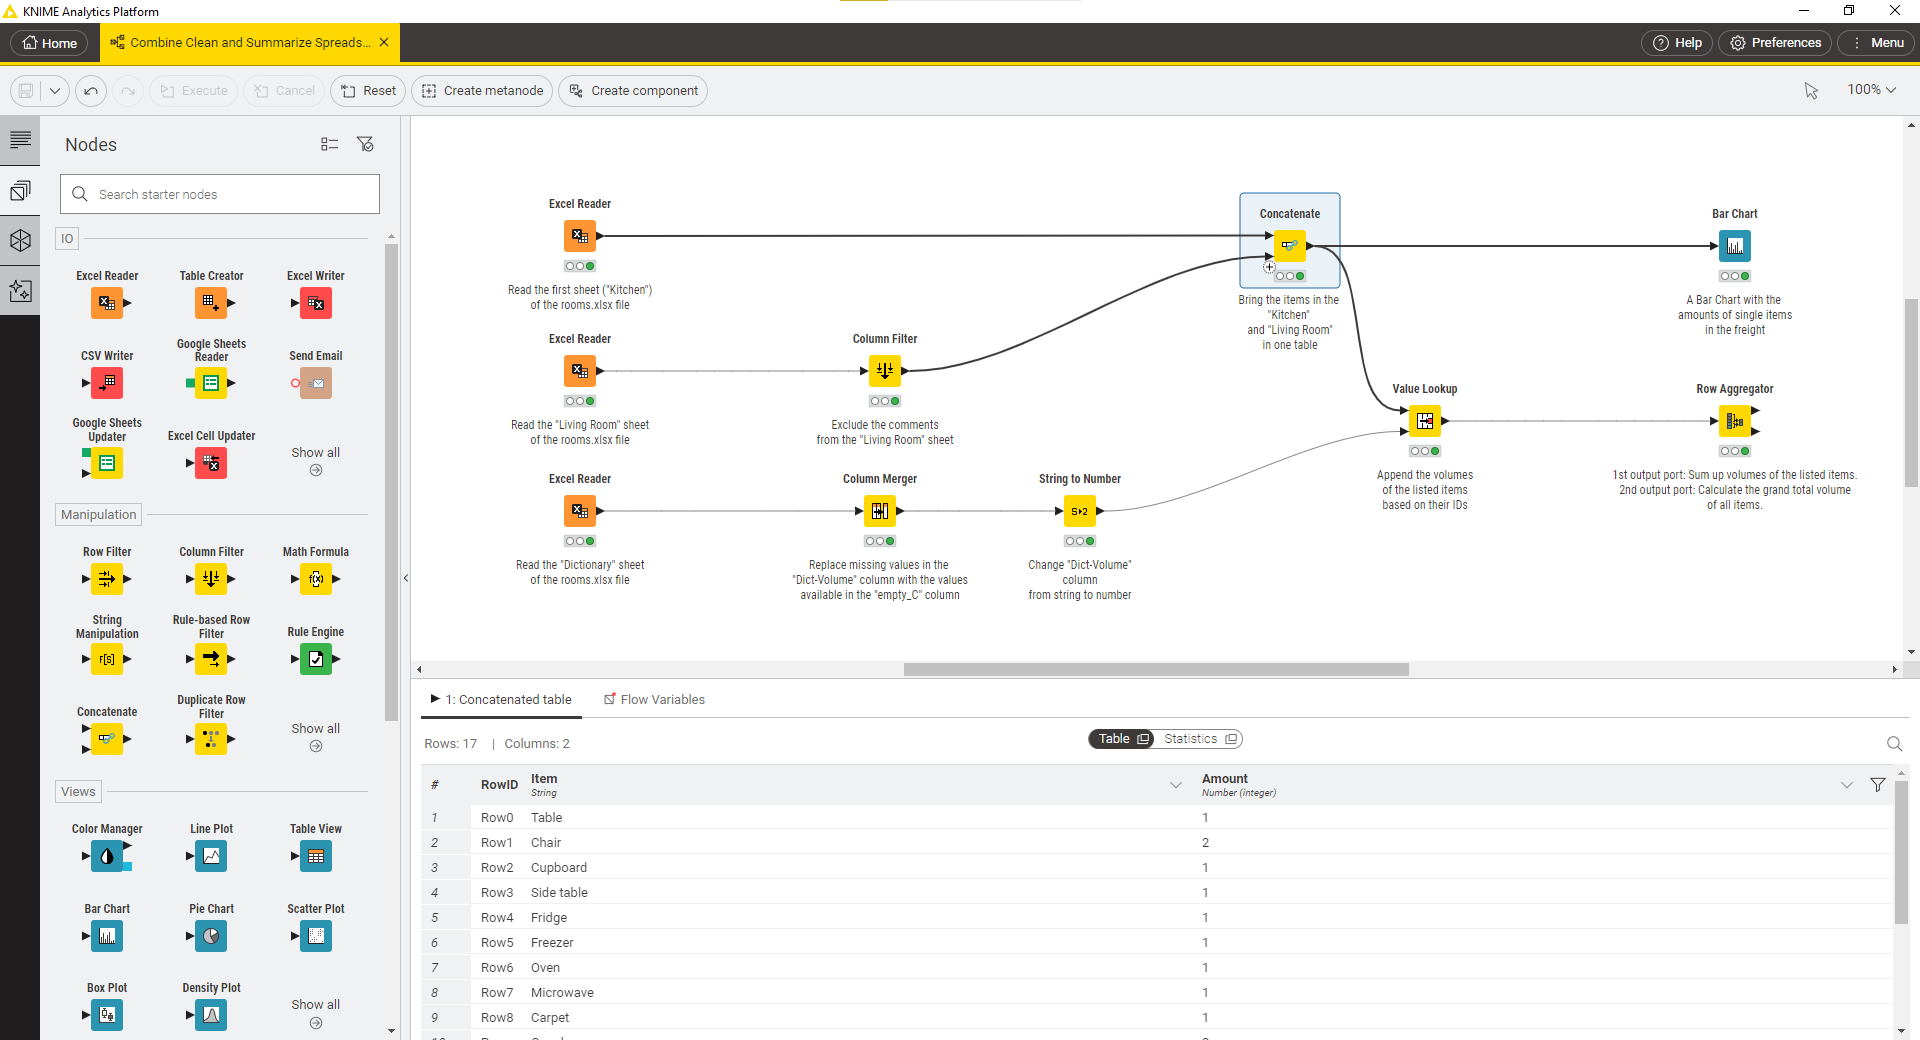 KNIME Analytics Platform
Home
Combine Clean and Summarize Spreads...
Help
Preferences
Menu
Execute
Cancel
Reset
Create metanode
Create component
100%
Nodes
Search starter nodes
IO
Excel Reader
Table Creator
Excel Writer
CSV Writer
Google Sheets
Reader
Send Email
Google Sheets
Updater
Excel Cell Updater
Show all
Manipulation
Row Filter
Column Filter
Math Formula
String
Manipulation
Rule-based Row
Filter
Rule Engine
Concatenate
Duplicate Row
Filter
Show all
Views
Color Manager
Line Plot
Table View
Bar Chart
Pie Chart
Scatter Plot
Box Plot
Density Plot
Show all
Excel Reader
Read the first sheet ("Kitchen")
of the rooms.xlsx file
Concatenate
Bring the items in the
"Kitchen"
and "Living Room"
in one table
Bar Chart
A Bar Chart with the
amounts of single items
in the freight
Excel Reader
Read the "Living Room" sheet
of the rooms.xlsx file
Column Filter
Exclude the comments
from the "Living Room" sheet
Value Lookup
Append the volumes
of the listed items
based on their IDs
Row Aggregator
1st output port: Sum up volumes of the listed items.
2nd output port: Calculate the grand total volume
of all items.
Excel Reader
Read the "Dictionary" sheet
of the rooms.xlsx file
Column Merger
Replace missing values in the
"Dict-Volume" column with the values
available in the "empty_C" column
String to Number
Change "Dict-Volume"
column
from string to number
1: Concatenated table
Flow Variables
Rows: 17 | Columns: 2
Table
Statistics
# RowID Item Amount
String Number (integer)
1 Row0 Table 1
2 Row1 Chair 2
3 Row2 Cupboard 1
4 Row3 Side table 1
5 Row4 Fridge 1
6 Row5 Freezer 1
7 Row6 Oven 1
8 Row7 Microwave 1
9 Row8 Carpet 1